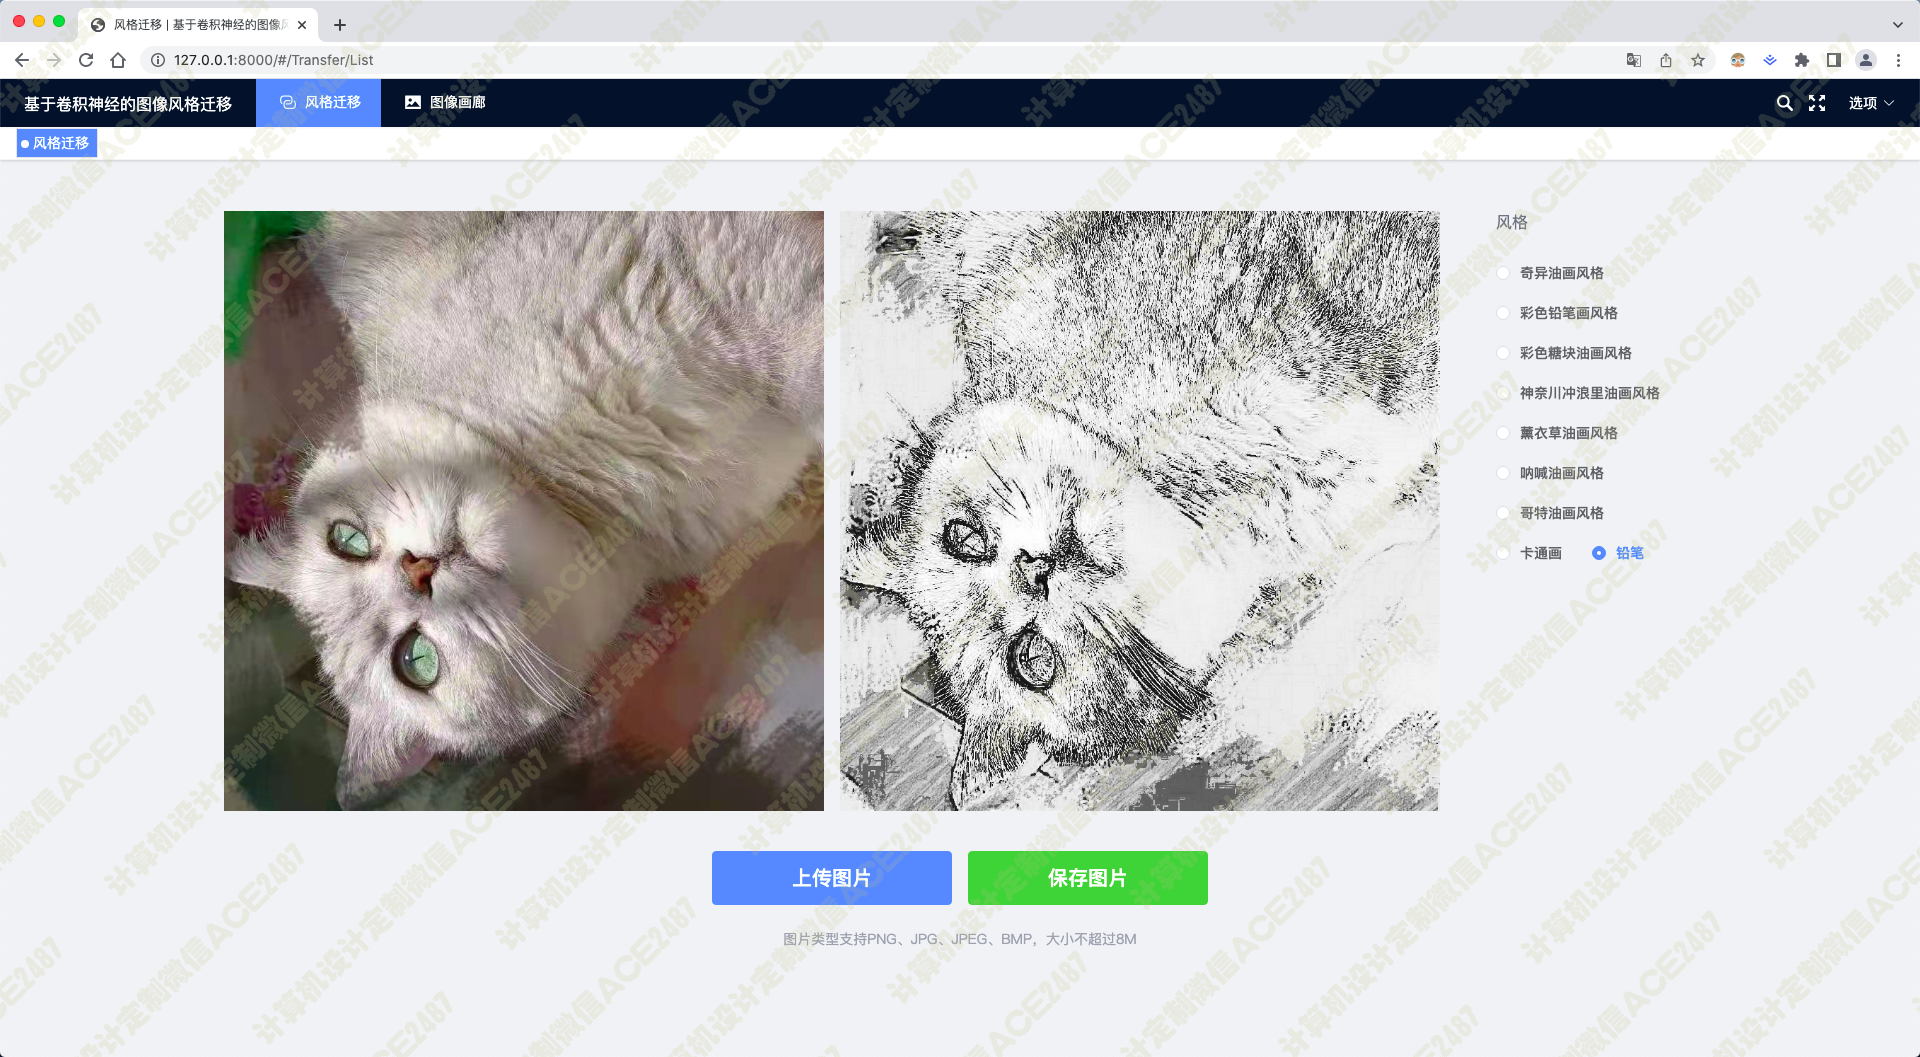 风格迁移 | 基于卷积神经的图像风
127.0.0.1:8000/#/Transfer/List
基于卷积神经的图像风格迁移
风格迁移
图像画廊
选项
风格迁移
风格
奇异油画风格
彩色铅笔画风格
彩色糖块油画风格
神奈川冲浪里油画风格
薰衣草油画风格
呐喊油画风格
哥特油画风格
卡通画
铅笔
上传图片
保存图片
图片类型支持PNG、JPG、JPEG、BMP，大小不超过8M
计算机设计定制微信ACE2487